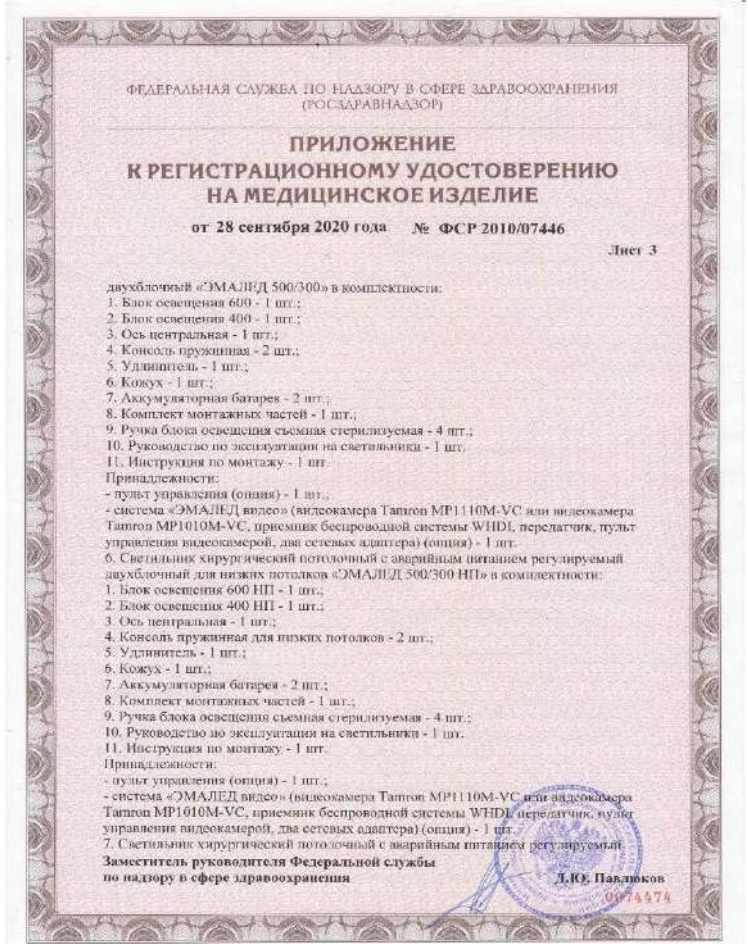 ФЕДЕРАЛЬНАЯ СЛУЖБА ПО НАДЗОРУ В СФЕРЕ ЗДРАВООХРАНЕНИЯ
(РОСЗДРАВНАДЗОР)
ПРИЛОЖЕНИЕ
К РЕГИСТРАЦИОННОМУ УДОСТОВЕРЕНИЮ
НА МЕДИЦИНСКОЕ ИЗДЕЛИЕ
от 28 сентября 2020 года № ФСР 2010/07446
Лист 3
двухблочный «ЭМАЛЕД 500/300» в комплектности:
1. Блок освещения 600 - 1 шт.;
2. Блок освещения 400 - 1 шт.;
3. Ось центральная - 1 шт.;
4. Консоль пружинная - 2 шт.;
5. Удлинитель - 1 шт.;
6. Кожух - 1 шт.;
7. Аккумуляторная батарея - 2 шт.;
8. Комплект монтажных частей - 1 шт.;
9. Ручка блока освещения съемная стерилизуемая - 4 шт.;
10. Руководство по эксплуатации на светильники - 1 шт.
11. Инструкция по монтажу - 1 шт.
Принадлежности:
- пульт управления (опция) - 1 шт.;
- система «ЭМАЛЕД видео» (видеокамера Tamron MP1110M-VC или видеокамера
Tamron MP1010M-VC, приемник беспроводной системы WHDI, передатчик, пульт
управления видеокамерой, два сетевых адаптера) (опция) - 1 шт.
6. Светильник хирургический потолочный с аварийным питанием регулируемый
двухблочный для низких потолков «ЭМАЛЕД 500/300 НП» в комплектности:
1. Блок освещения 600 НП - 1 шт.;
2. Блок освещения 400 НП - 1 шт.;
3. Ось центральная - 1 шт.;
4. Консоль пружинная для низких потолков - 2 шт.;
5. Удлинитель - 1 шт.;
6. Кожух - 1 шт.;
7. Аккумуляторная батарея - 2 шт.;
8. Комплект монтажных частей - 1 шт.;
9. Ручка блока освещения съемная стерилизуемая - 4 шт.;
10. Руководство по эксплуатации на светильники - 1 шт.
11. Инструкция по монтажу - 1 шт.
Принадлежности:
- пульт управления (опция) - 1 шт.;
- система «ЭМАЛЕД видео» (видеокамера Tamron MP1110M-VC или видеокамера
Tamron MP1010M-VC, приемник беспроводной системы WHDI, передатчик, пульт
управления видеокамерой, два сетевых адаптера) (опция) - 1 шт.
7. Светильник хирургический потолочный с аварийным питанием регулируемый
Заместитель руководителя Федеральной службы
по надзору в сфере здравоохранения Д.Ю. Павлюков
0074474